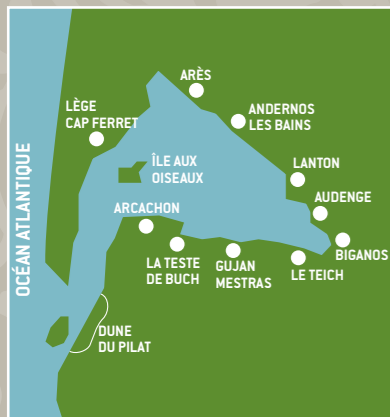 ARÈS
LÈGE
CAP FERRET
ANDERNOS
LES BAINS
ÎLE AUX
OISEAUX
LANTON
OCÉAN ATLANTIQUE
ARCACHON
AUDENGE
BIGANOS
LA TESTE
DE BUCH
GUJAN
MESTRAS
LE TEICH
DUNE
DU PILAT